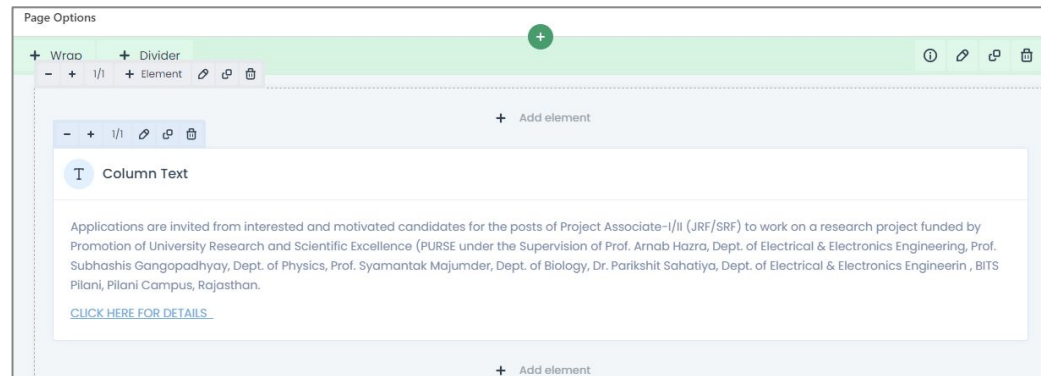 Page Options
+
+ Wrap + Divider
- + 1/1 + Element
+ Add element
- + 1/1
T Column Text
Applications are invited from interested and motivated candidates for the posts of Project Associate-I/II (JRF/SRF) to work on a research project funded by
Promotion of University Research and Scientific Excellence (PURSE under the Supervision of Prof. Arnab Hazra, Dept. of Electrical & Electronics Engineering, Prof.
Subhashis Gangopadhyay, Dept. of Physics, Prof. Syamantak Majumder, Dept. of Biology, Dr. Parikshit Sahatiya, Dept. of Electrical & Electronics Engineerin , BITS
Pilani, Pilani Campus, Rajasthan.
CLICK HERE FOR DETAILS
+ Add element